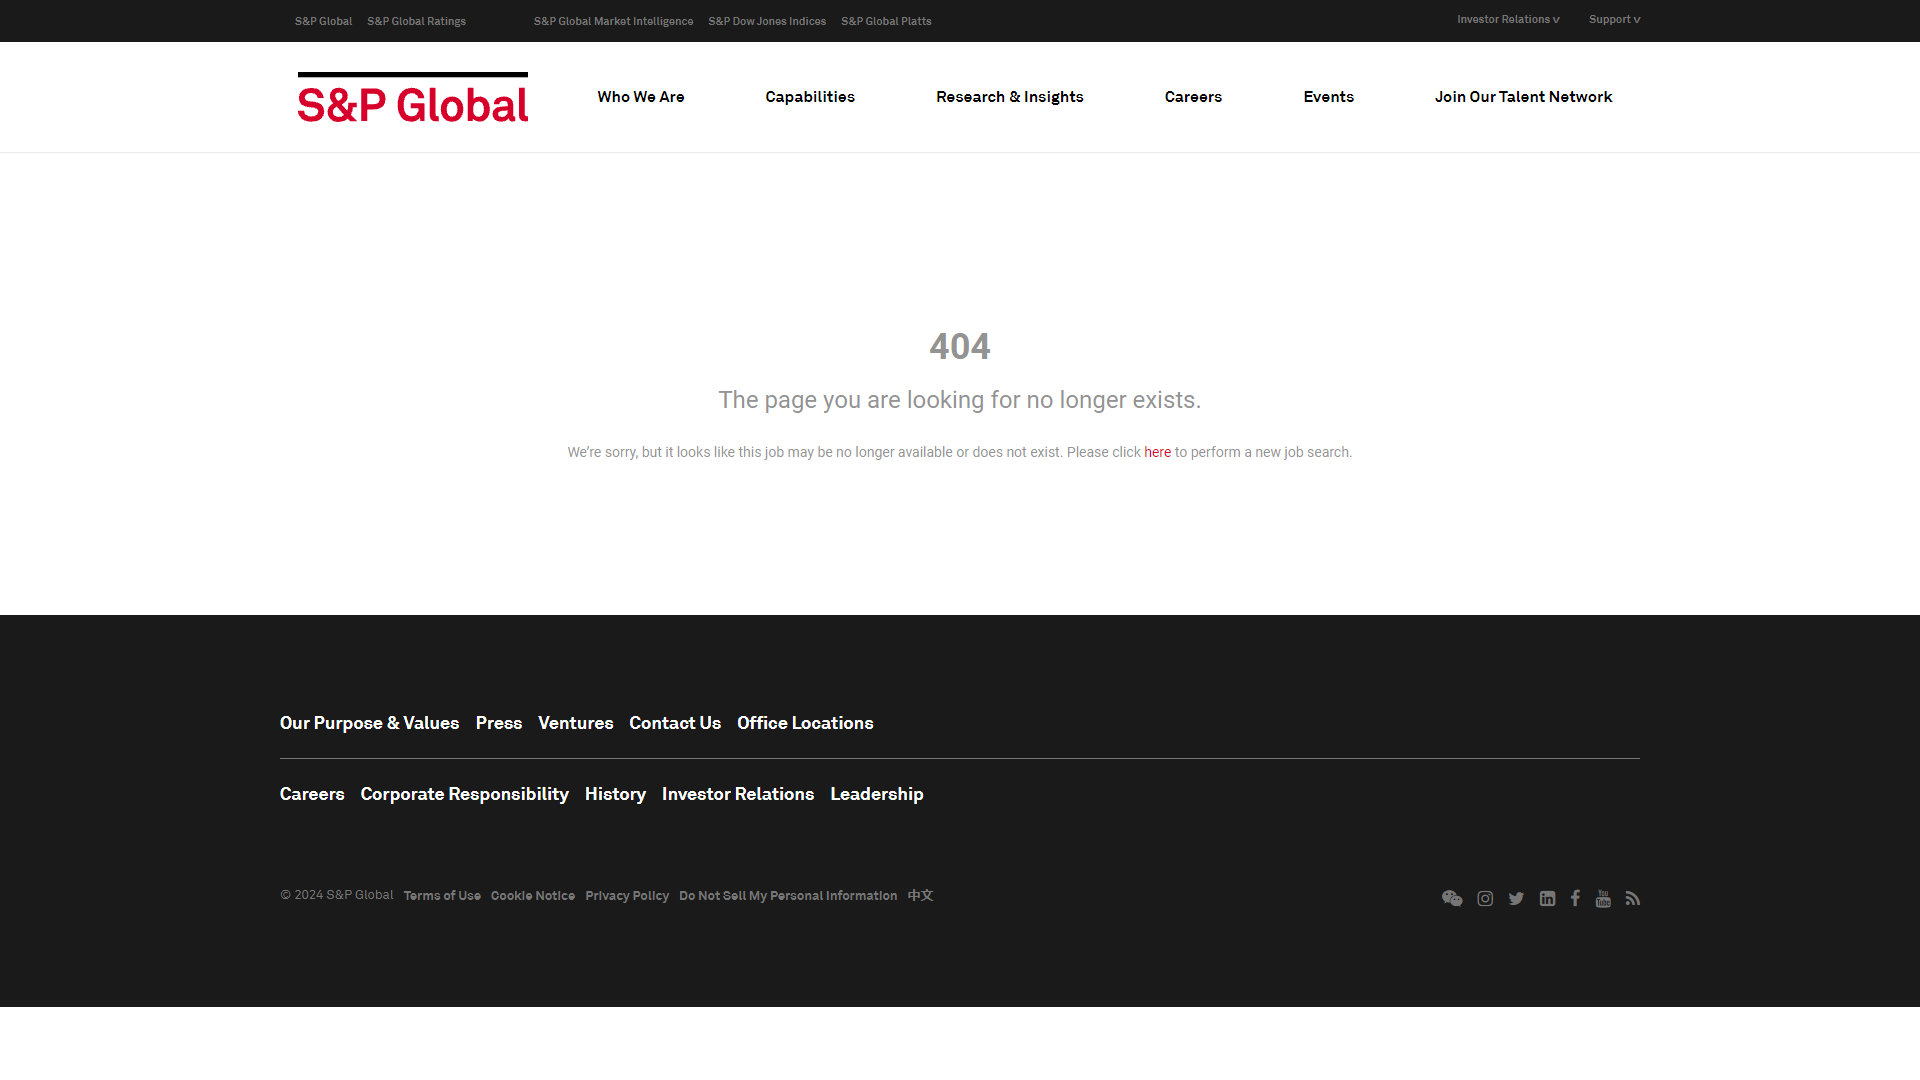 S&P Global S&P Global Ratings S&P Global Market Intelligence S&P Dow Jones Indices S&P Global Platts Investor Relations v Support v
S&P Global Who We Are Capabilities Research & Insights Careers Events Join Our Talent Network
404
The page you are looking for no longer exists.
We're sorry, but it looks like this job may be no longer available or does not exist. Please click here to perform a new job search.
Our Purpose & Values Press Ventures Contact Us Office Locations
Careers Corporate Responsibility History Investor Relations Leadership
© 2024 S&P Global Terms of Use Cookie Notice Privacy Policy Do Not Sell My Personal Information 中文